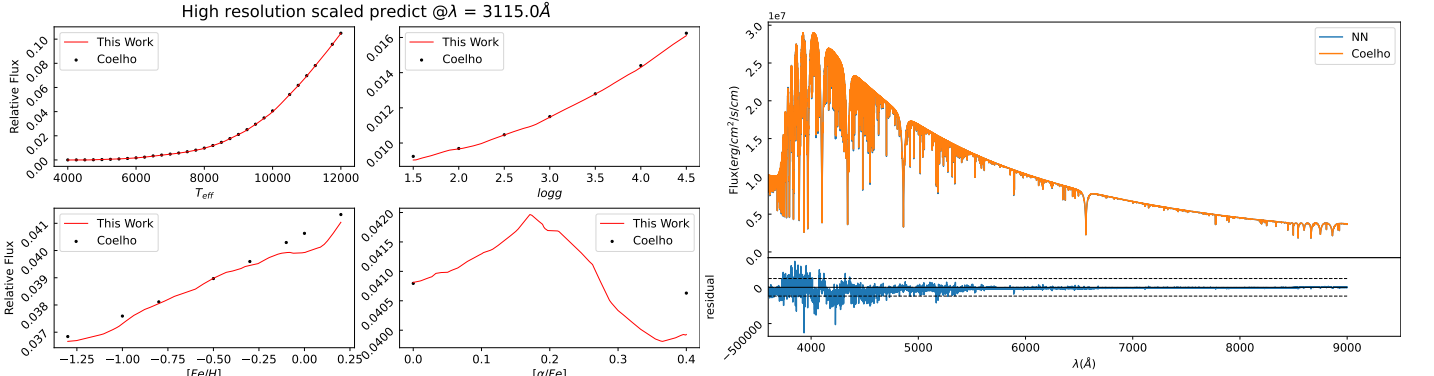 High resolution scaled predict @λ = 3115.0Å
Relative Flux
0.10
0.08
0.06
0.04
0.02
0.00
This Work
Coelho
4000 6000 8000 10000 12000
T_eff
0.016
0.014
0.012
0.010
This Work
Coelho
1.5 2.0 2.5 3.0 3.5 4.0 4.5
logg
Relative Flux
0.041
0.040
0.039
0.038
0.037
This Work
Coelho
−1.25 −1.00 −0.75 −0.50 −0.25 0.00 0.25
[Fe/H]
0.0420
0.0415
0.0410
0.0405
0.0400
This Work
Coelho
0.0 0.1 0.2 0.3 0.4
[α/Fe]
1e7
Flux(erg/cm²/s/cm)
3.0
2.5
2.0
1.5
1.0
0.5
0.0
NN
Coelho
residual
0
−500000
4000 5000 6000 7000 8000 9000
λ(Å)